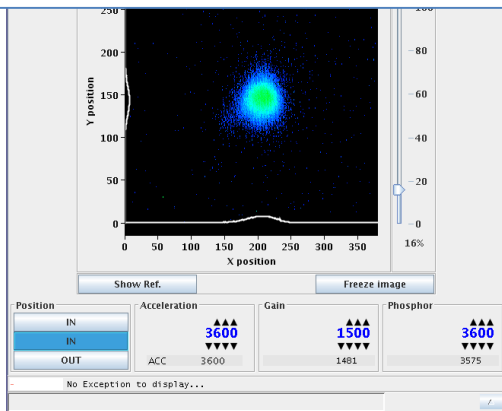 250
200
150
100
50
0
Y position
0 50 100 150 200 250 300 350
X position
100
80
60
40
20
0
16%
Show Ref. Freeze image
Position Acceleration Gain Phosphor
IN
IN
OUT
3600 1500 3600
ACC 3600 1481 3575
- No Exception to display...
/